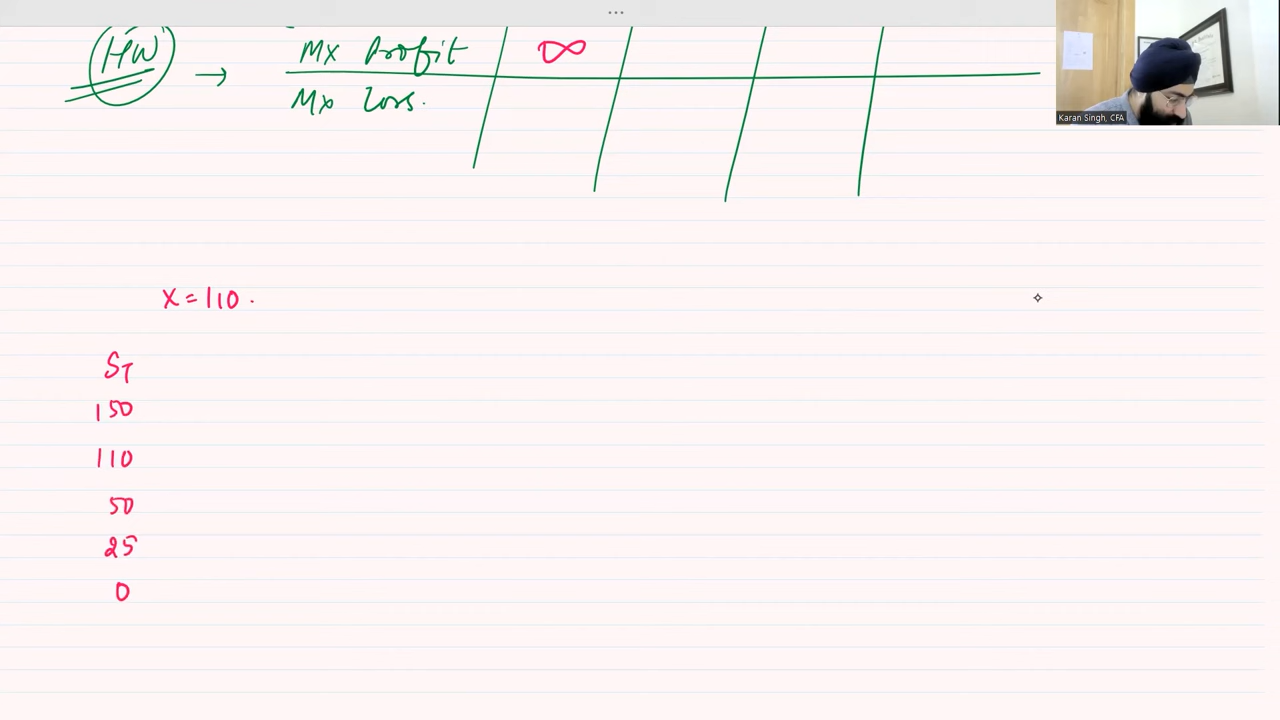 HW → Mx Profit ∞
Mx Loss.
Karan Singh, CFA
X = 110.
ST
150
110
50
25
0